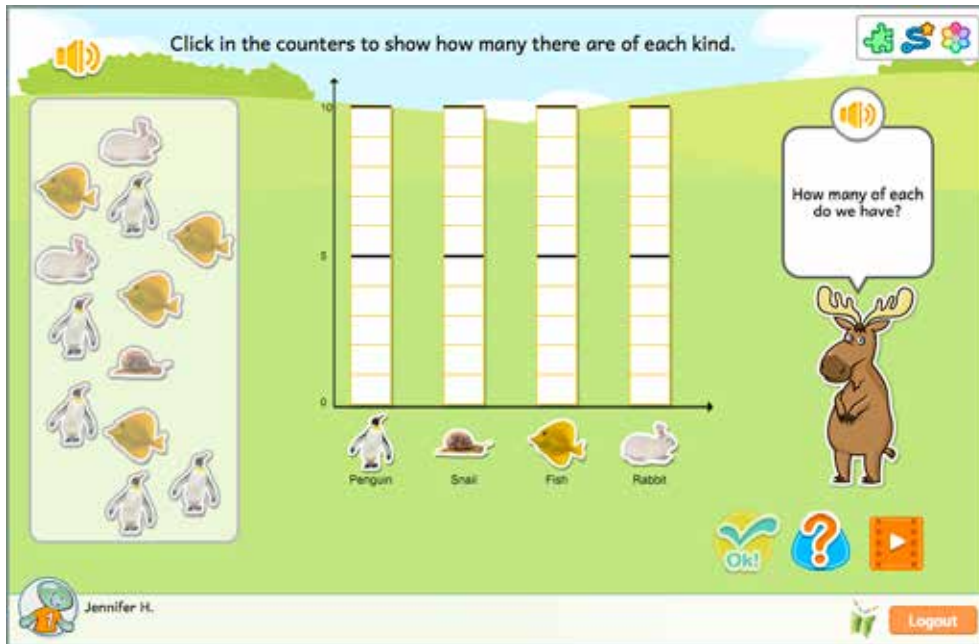 Click in the counters to show how many there are of each kind.
10
5
0
Penguin
Snail
Fish
Rabbit
How many of each
do we have?
Ok!
?
1
Jennifer H.
Logout